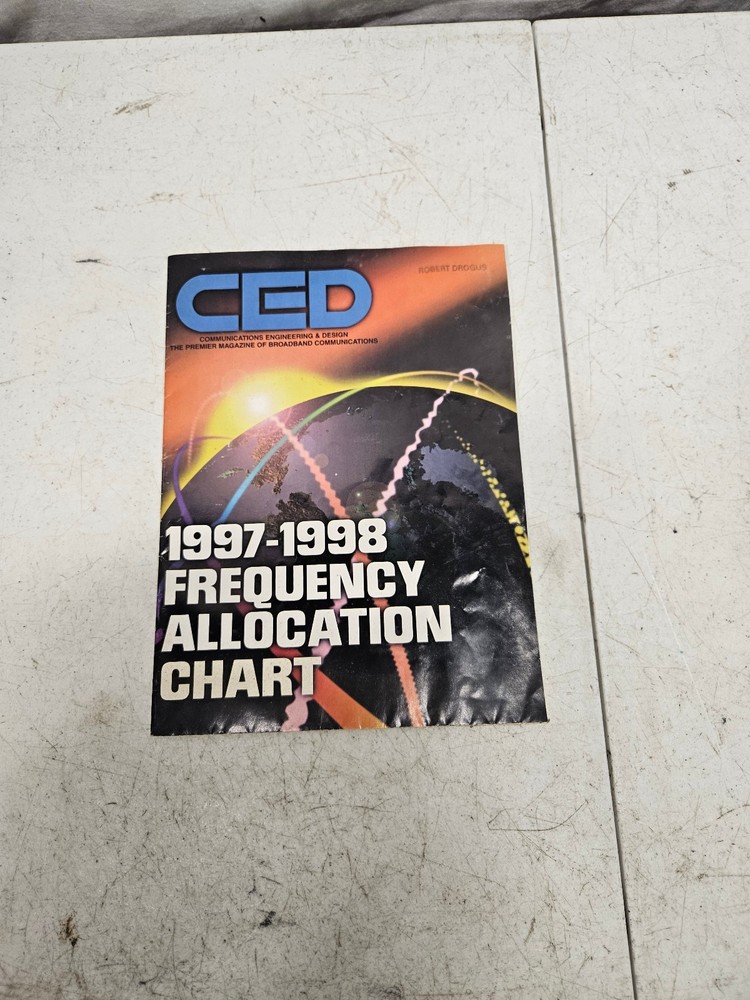 CED
ROBERT DROGUS
COMMUNICATIONS ENGINEERING & DESIGN
THE PREMIER MAGAZINE OF BROADBAND COMMUNICATIONS
1997-1998
FREQUENCY
ALLOCATION
CHART